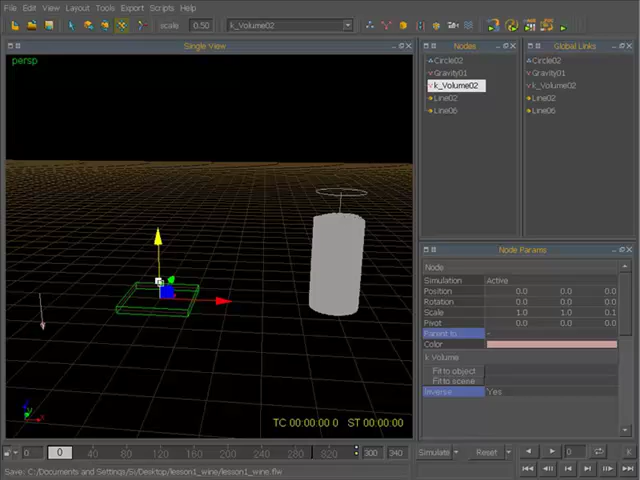 File Edit View Layout Tools Export Scripts Help
scale 0.50 k_Volume02
Single View
Nodes
Global Links
persp
Circle02
Gravity01
k_Volume02
Line02
Line06
Circle02
Gravity01
k_Volume02
Line02
Line06
Node Params
Node
Simulation Active
Position 0.0 0.0 0.0
Rotation 0.0 0.0 0.0
Scale 1.0 1.0 0.1
Pivot 0.0 0.0 0.0
Parent to -
Color
k Volume
Fit to object
Fit to scene
Inverse Yes
TC 00:00:00 0 ST 00:00:00
0 0 40 80 120 160 200 240 280 320 300 340 Simulate Reset 0 K
Save: C:/Documents and Settings/SI/Desktop/lesson1_wine/lesson1_wine.flw